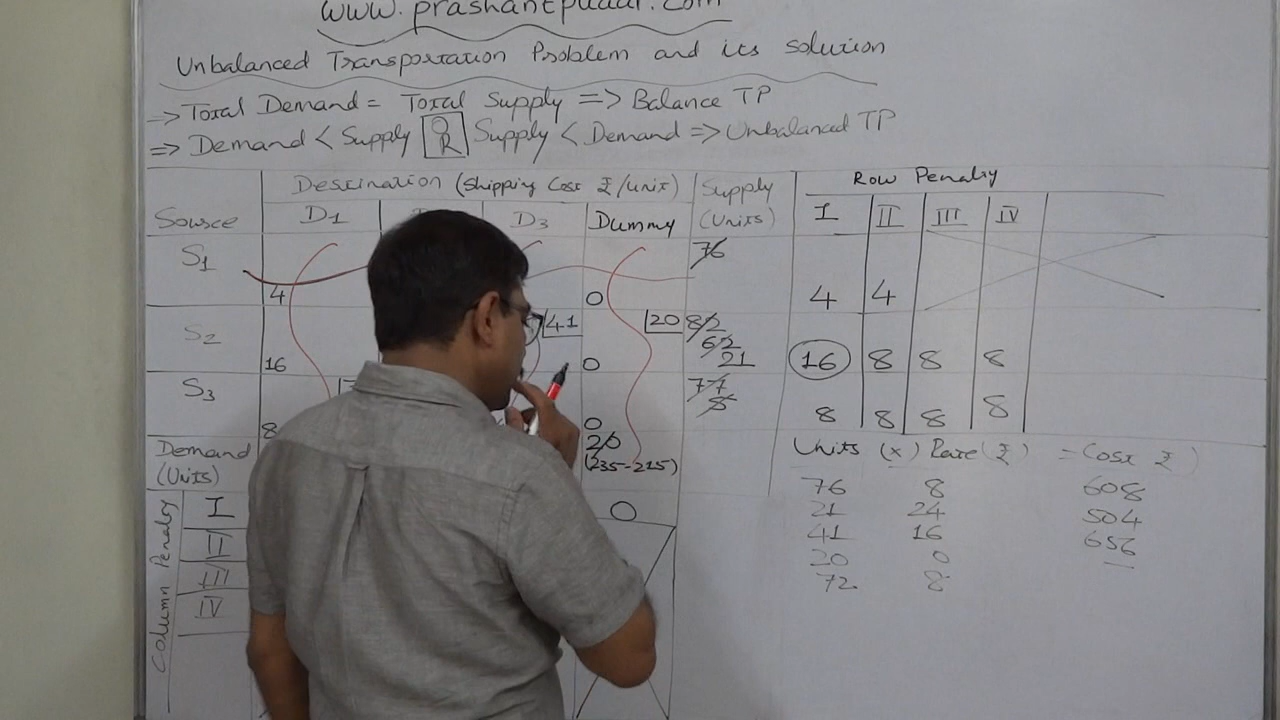 www.prashantpuaar.com
Unbalanced Transportation Problem and its solution
→ Total Demand = Total Supply => Balance TP
=> Demand < Supply OR Supply < Demand => Unbalanced TP
Source Destination (Shipping Cost ₹/Unit) Supply (Units) Row Penalty
D1 D3 Dummy I II III IV
S1 76
4 0 4 4
S2 41 20 82 62 21
16 0 16 8 8 8
S3 77 5
8 0 8 8 8 8
Demand (Units) 20 (235-215)
Units (x) Rate (₹) = Cost ₹)
Column Penalty
I 0
II
III
IV
76 8 608
21 24 504
41 16 656
20 0 —
72 8